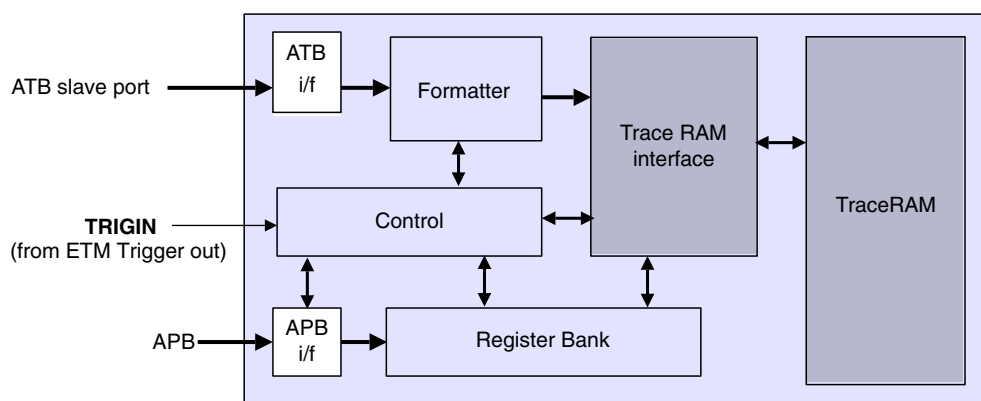 ATB
i/f
ATB slave port
Formatter
Trace RAM
interface
TraceRAM
TRIGIN
(from ETM Trigger out)
Control
APB
APB
i/f
Register Bank